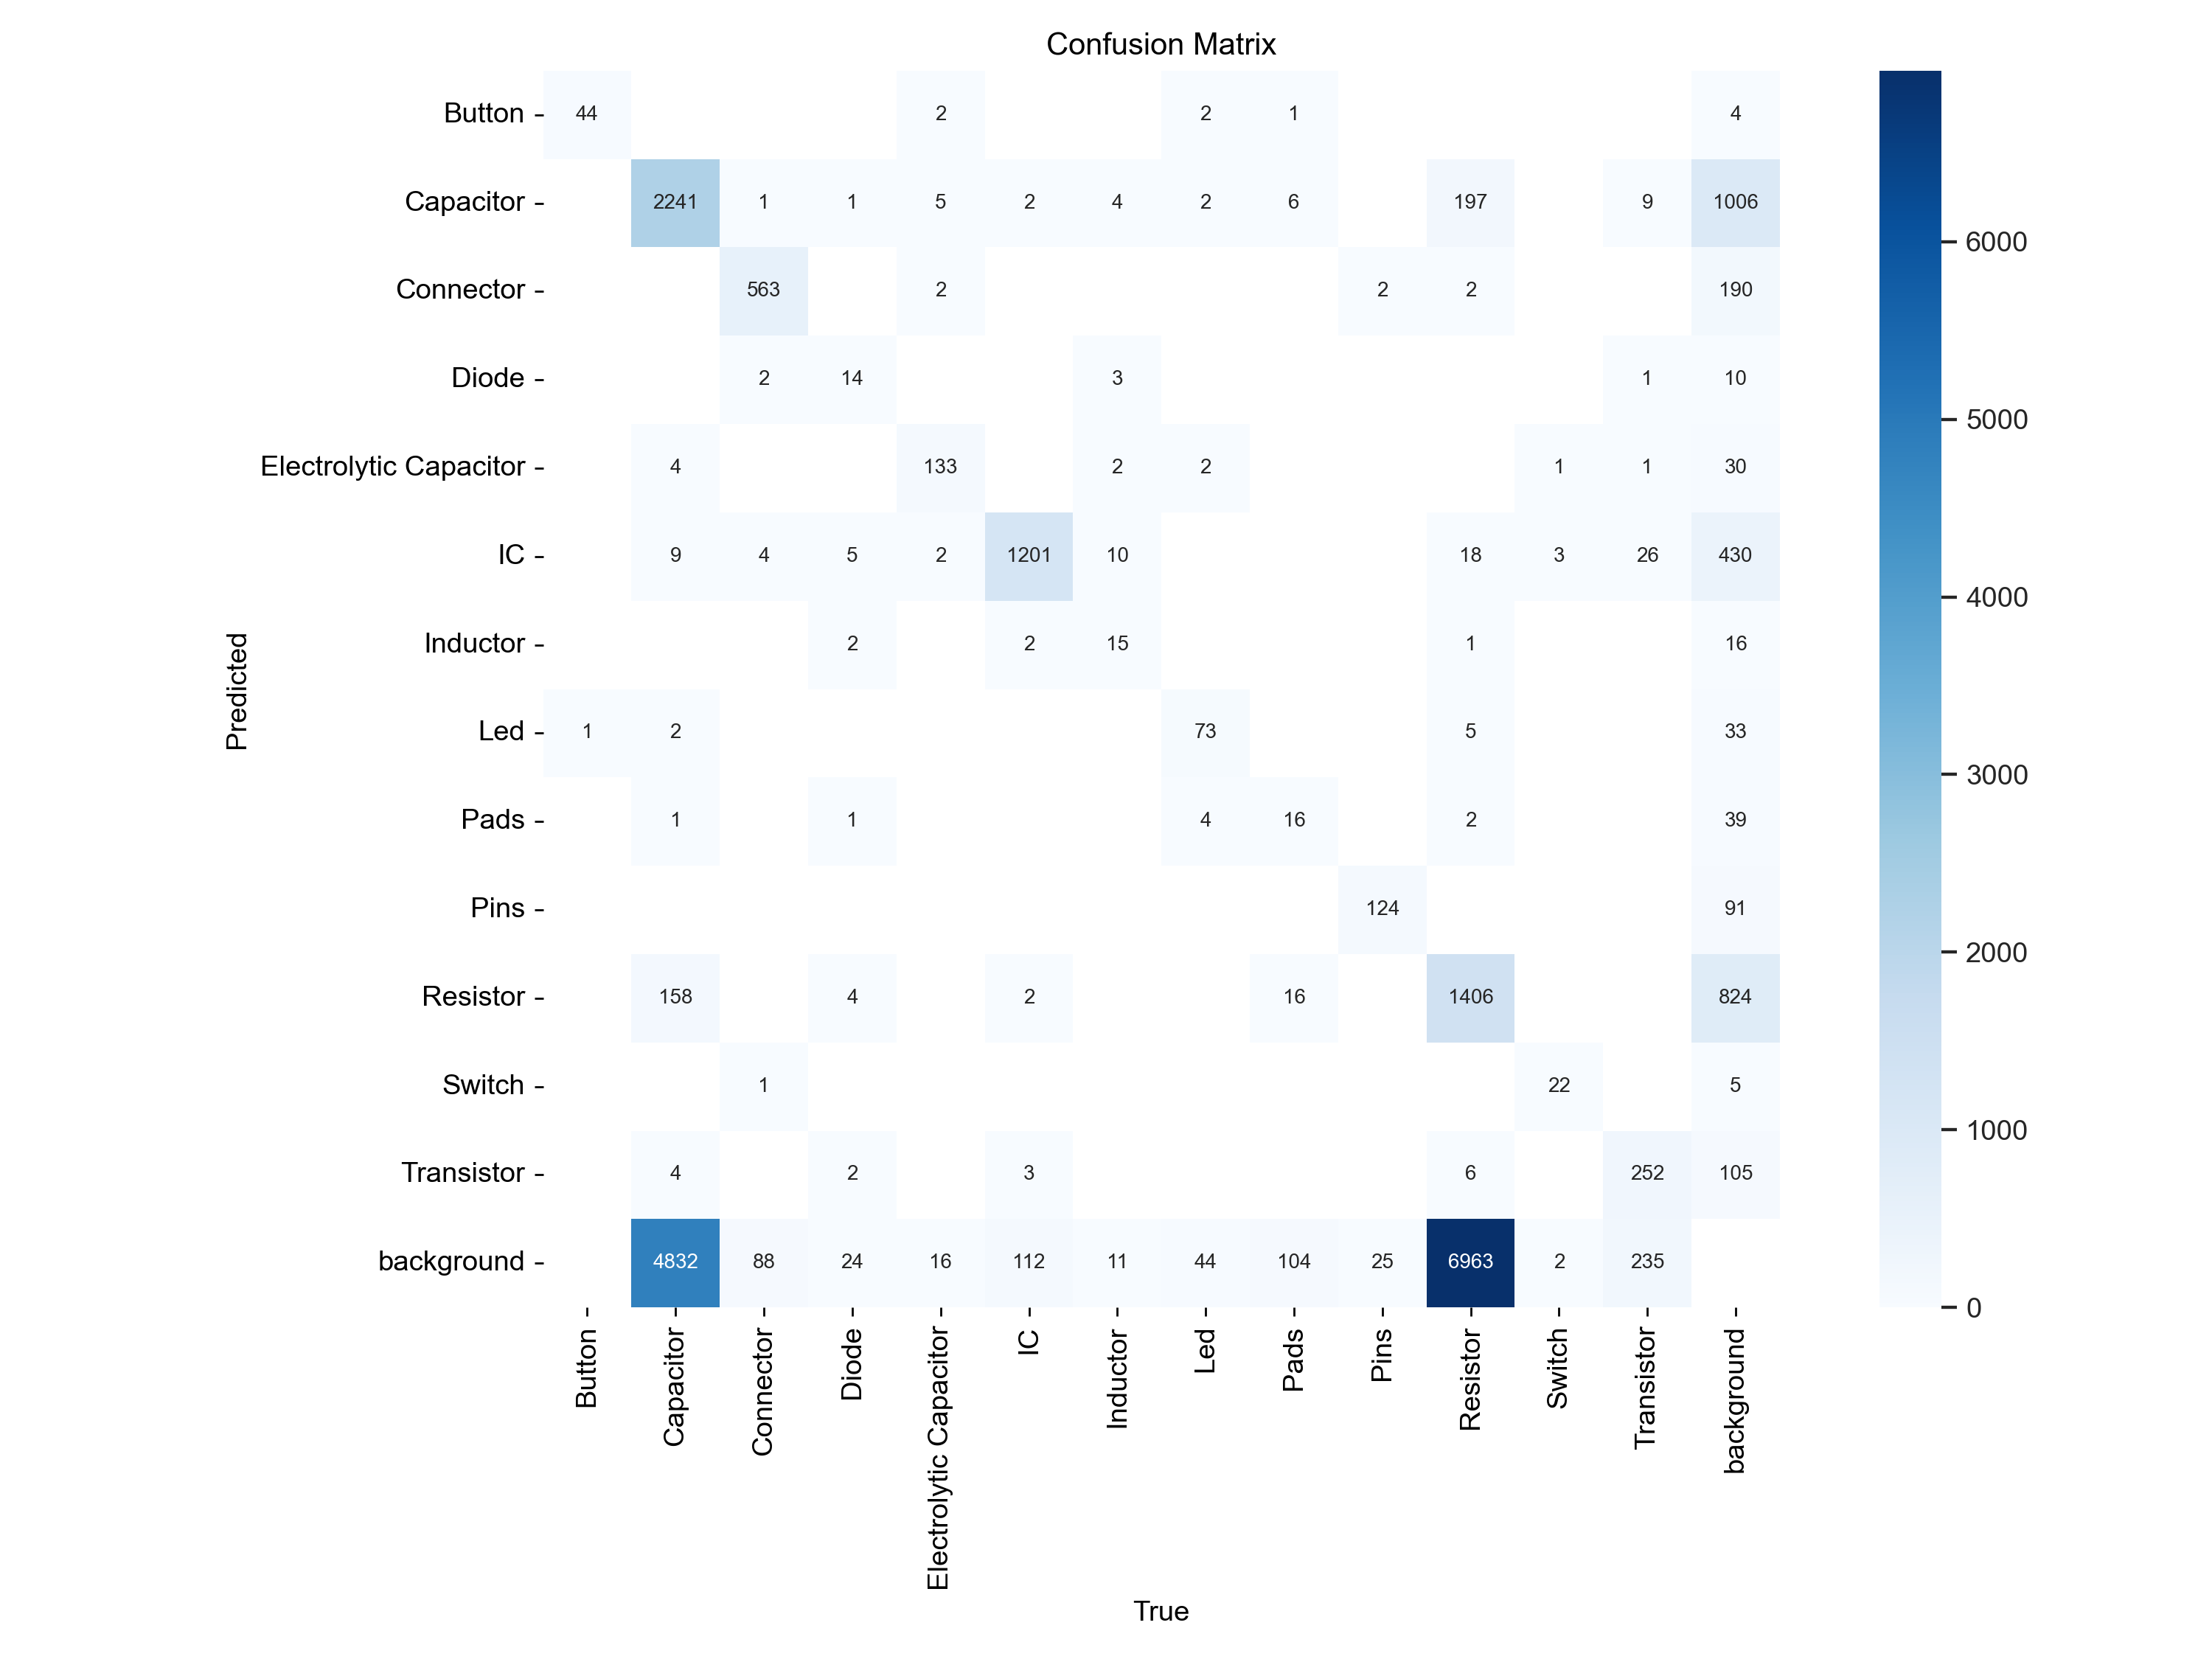 Confusion Matrix
Button 44 2 2 1 4
Capacitor 2241 1 1 5 2 4 2 6 197 9 1006
Connector 563 2 2 2 190
Diode 2 14 3 1 10
Electrolytic Capacitor 4 133 2 2 1 1 30
IC 9 4 5 2 1201 10 18 3 26 430
Inductor 2 2 15 1 16
Led 1 2 73 5 33
Pads 1 1 4 16 2 39
Pins 124 91
Resistor 158 4 2 16 1406 824
Switch 1 22 5
Transistor 4 2 3 6 252 105
background 4832 88 24 16 112 11 44 104 25 6963 2 235
Predicted
Button
Capacitor
Connector
Diode
Electrolytic Capacitor
IC
Inductor
Led
Pads
Pins
Resistor
Switch
Transistor
background
True
6000
5000
4000
3000
2000
1000
0